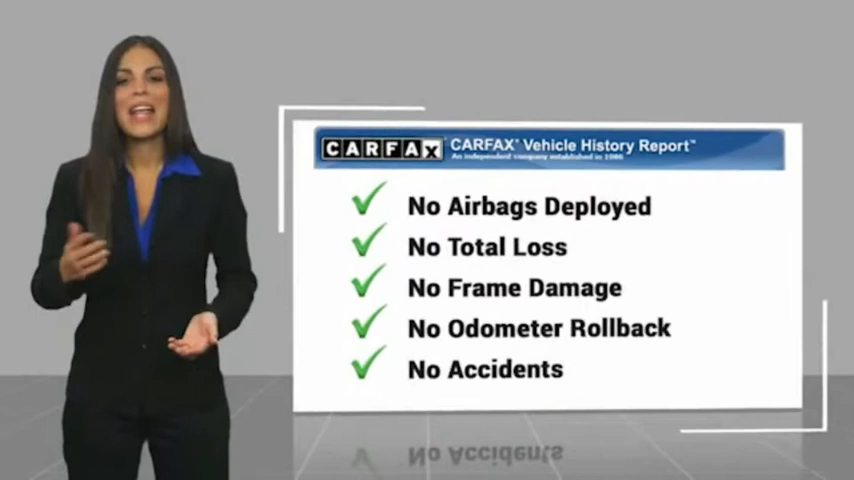 CARFAX CARFAX® Vehicle History Report™
An independent company established in 1986
No Airbags Deployed
No Total Loss
No Frame Damage
No Odometer Rollback
No Accidents
No Accidents